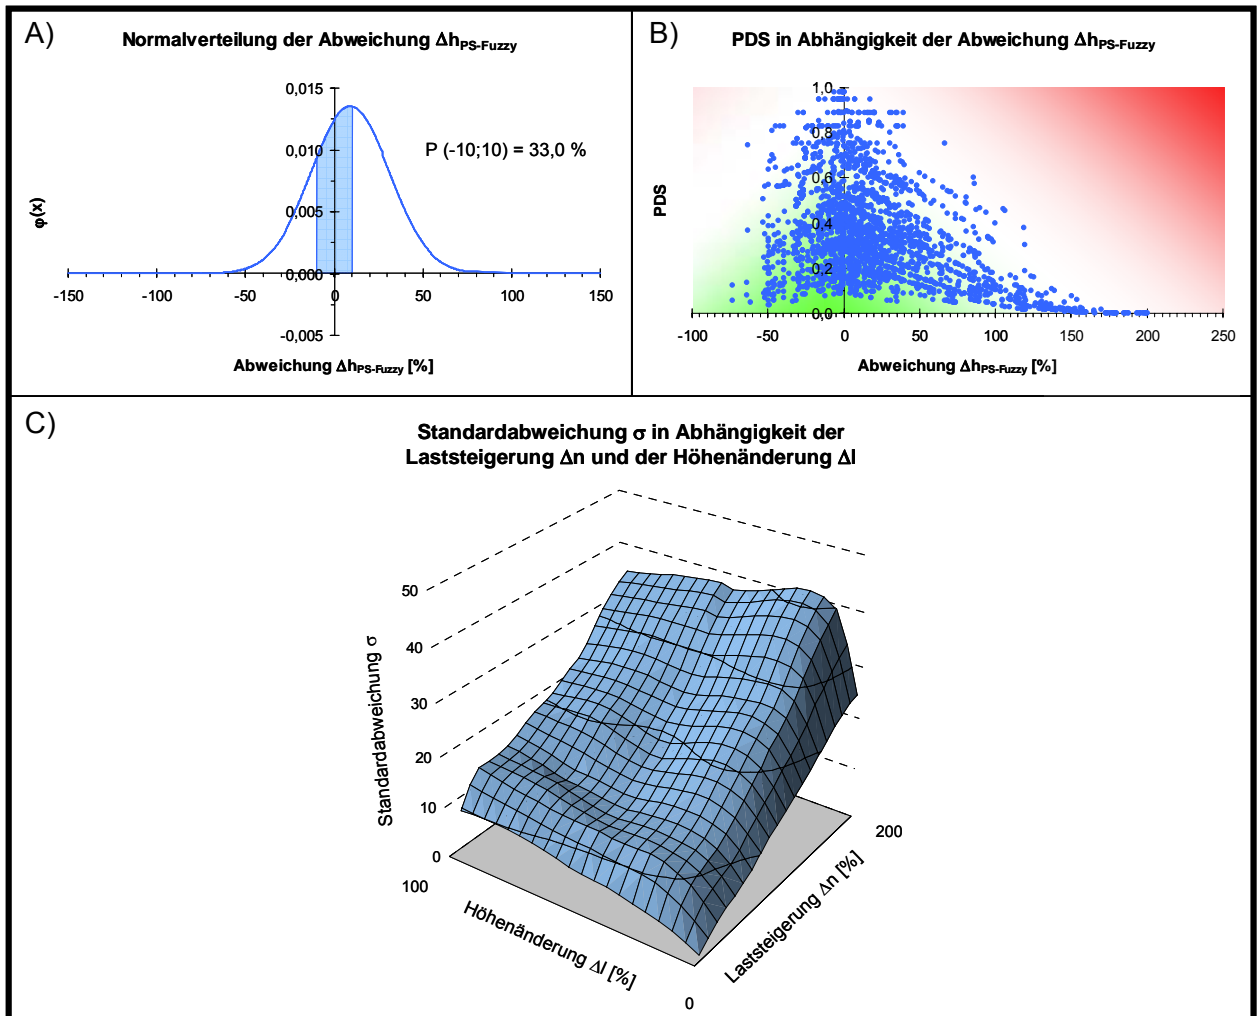 A)
Normalverteilung der Abweichung ΔhPS-Fuzzy
0,015
0,010
0,005
0,000
-0,005
φ(x)
P (-10;10) = 33,0 %
-150
-100
-50
0
50
100
150
Abweichung ΔhPS-Fuzzy [%]
B)
PDS in Abhängigkeit der Abweichung ΔhPS-Fuzzy
1,0
0,8
0,6
0,4
0,2
0,0
PDS
-100
-50
0
50
100
150
200
250
Abweichung ΔhPS-Fuzzy [%]
C)
Standardabweichung σ in Abhängigkeit der
Laststeigerung Δn und der Höhenänderung Δl
50
40
30
20
10
0
Standardabweichung σ
100
Höhenänderung Δl [%]
0
Laststeigerung Δn [%]
200